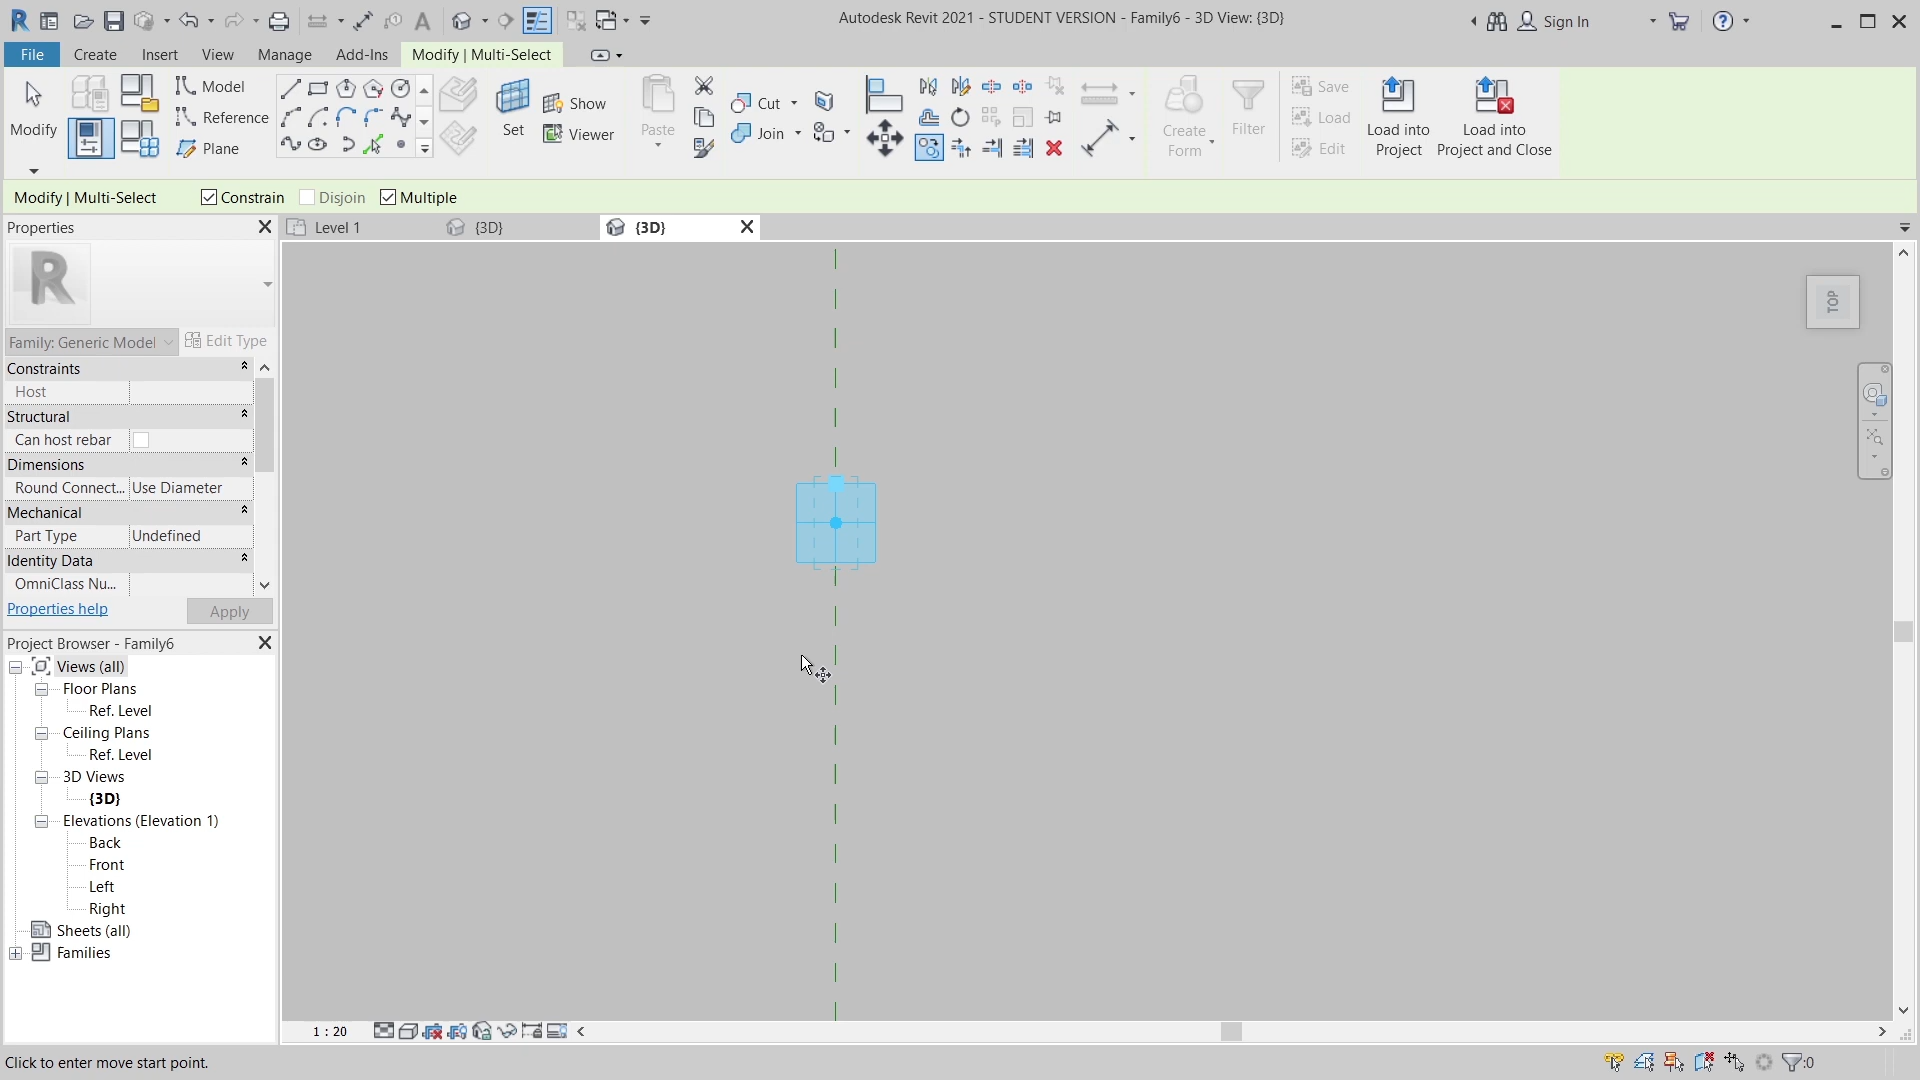 Autodesk Revit 2021 - STUDENT VERSION - Family6 - 3D View: {3D}
Sign In
File Create Insert View Manage Add-Ins Modify | Multi-Select
Modify
Model
Reference
Plane
Set
Show
Viewer
Paste
Cut
Join
Create
Form
Filter
Save
Load
Edit
Load into
Project
Load into
Project and Close
Modify | Multi-Select Constrain Disjoin Multiple
Properties
Level 1 {3D} {3D}
R
Family: Generic Model Edit Type
Constraints
Host
Structural
Can host rebar
Dimensions
Round Connect... Use Diameter
Mechanical
Part Type Undefined
Identity Data
OmniClass Nu...
Properties help Apply
Project Browser - Family6
Views (all)
Floor Plans
Ref. Level
Ceiling Plans
Ref. Level
3D Views
{3D}
Elevations (Elevation 1)
Back
Front
Left
Right
Sheets (all)
Families
TOP
1 : 20
Click to enter move start point.
:0